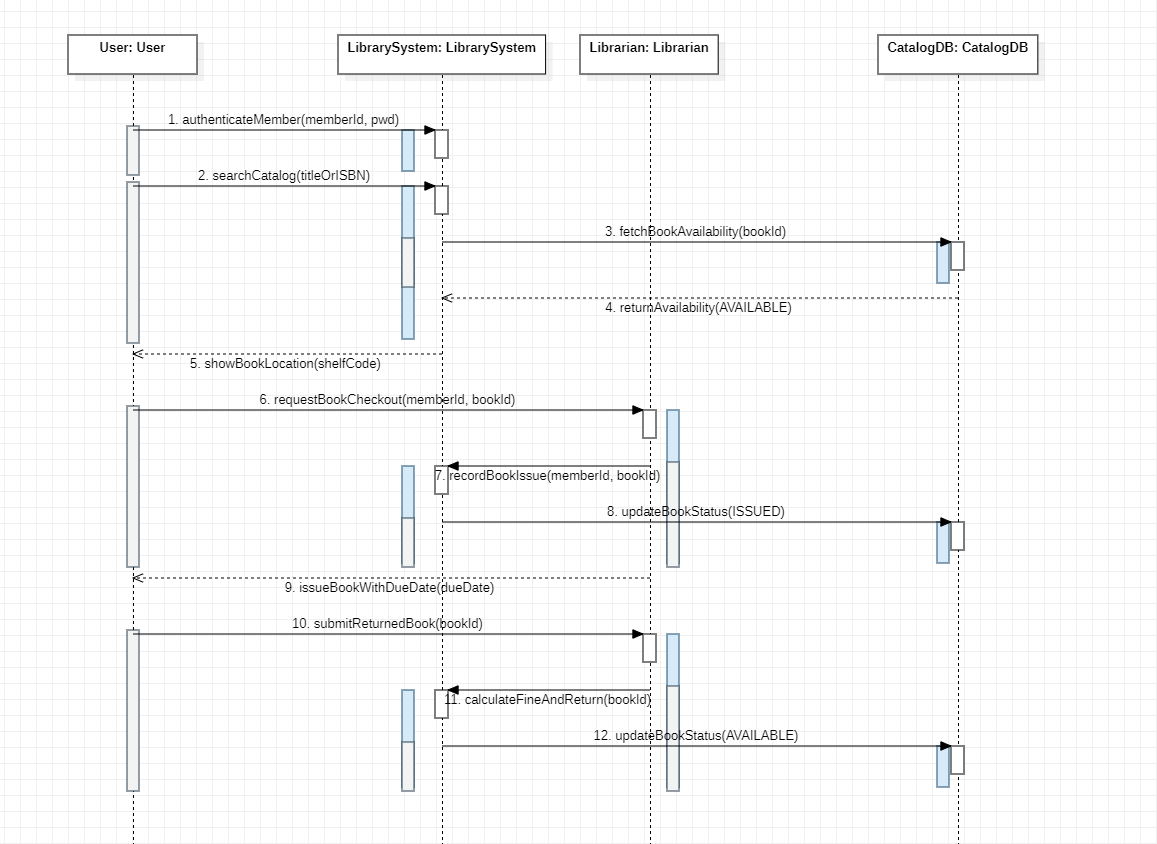 User: User
LibrarySystem: LibrarySystem
Librarian: Librarian
CatalogDB: CatalogDB
1. authenticateMember(memberId, pwd)
2. searchCatalog(titleOrISBN)
3. fetchBookAvailability(bookId)
4. returnAvailability(AVAILABLE)
5. showBookLocation(shelfCode)
6. requestBookCheckout(memberId, bookId)
7. recordBookIssue(memberId, bookId)
8. updateBookStatus(ISSUED)
9. issueBookWithDueDate(dueDate)
10. submitReturnedBook(bookId)
11. calculateFineAndReturn(bookId)
12. updateBookStatus(AVAILABLE)